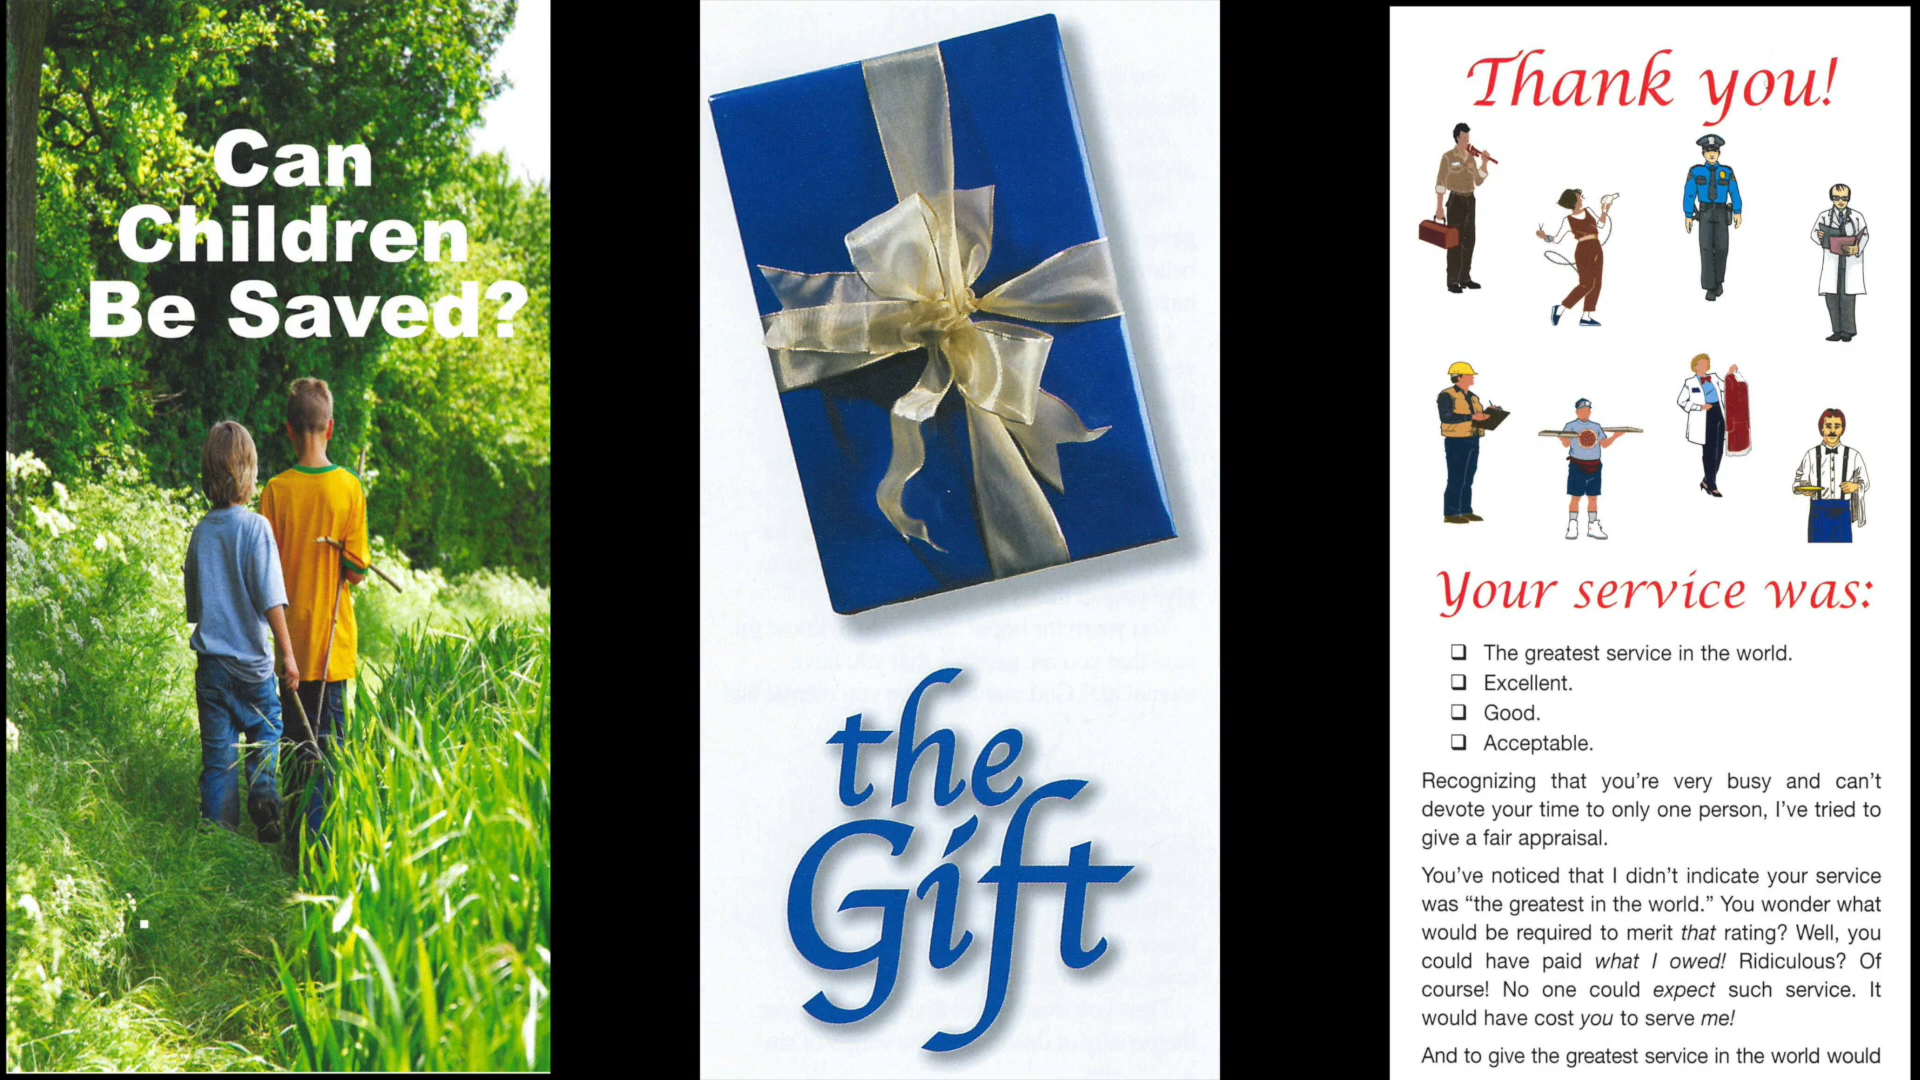 Can
Children
Be Saved?
the
Gift
Thank you!
Your service was:
❑ The greatest service in the world.
❑ Excellent.
❑ Good.
❑ Acceptable.
Recognizing that you're very busy and can't
devote your time to only one person, I've tried to
give a fair appraisal.
You've noticed that I didn't indicate your service
was “the greatest in the world.” You wonder what
would be required to merit that rating? Well, you
could have paid what I owed! Ridiculous? Of
course! No one could expect such service. It
would have cost you to serve me!
And to give the greatest service in the world would